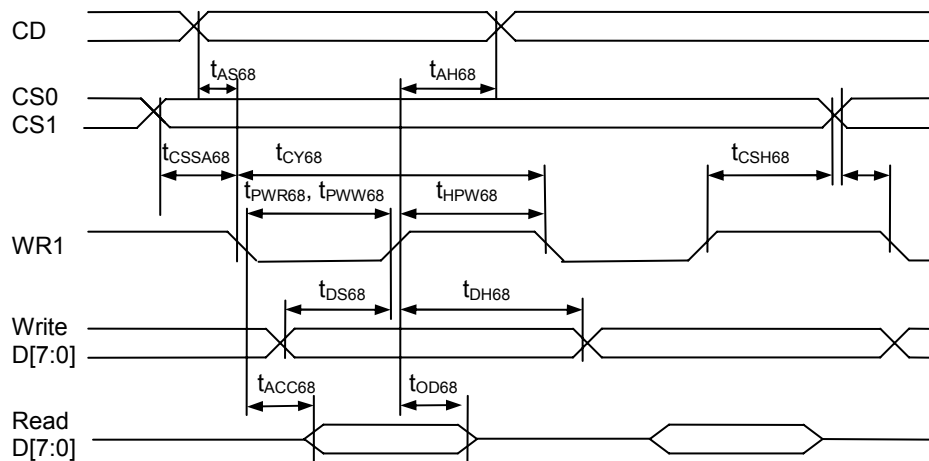 CD
tAS68 tAH68
CS0
CS1
tCSSA68 tCY68 tCSH68
tPWR68, tPWW68 tHPW68
WR1
tDS68 tDH68
Write
D[7:0]
tACC68 tOD68
Read
D[7:0]